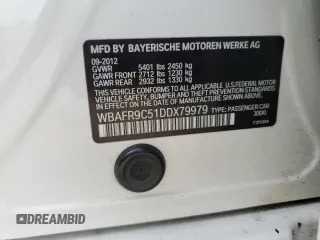 MFD BY BAYERISCHE MOTOREN WERKE AG
09-2012
GVWR 5401 lbs 2450 kg
GAWR FRONT 2712 lbs 1230 kg
GAWR REAR 2932 lbs 1330 kg
THIS VEHICLE CONFORMS TO ALL APPLICABLE U.S. FEDERAL MOTOR
VEHICLE SAFETY, BUMPER, AND THEFT PREVENTION STANDARDS
IN EFFECT ON THE DATE OF MANUFACTURE SHOWN ABOVE.
WBAFR9C51DDX79979 TYPE: PASSENGER CAR
DREAMBID